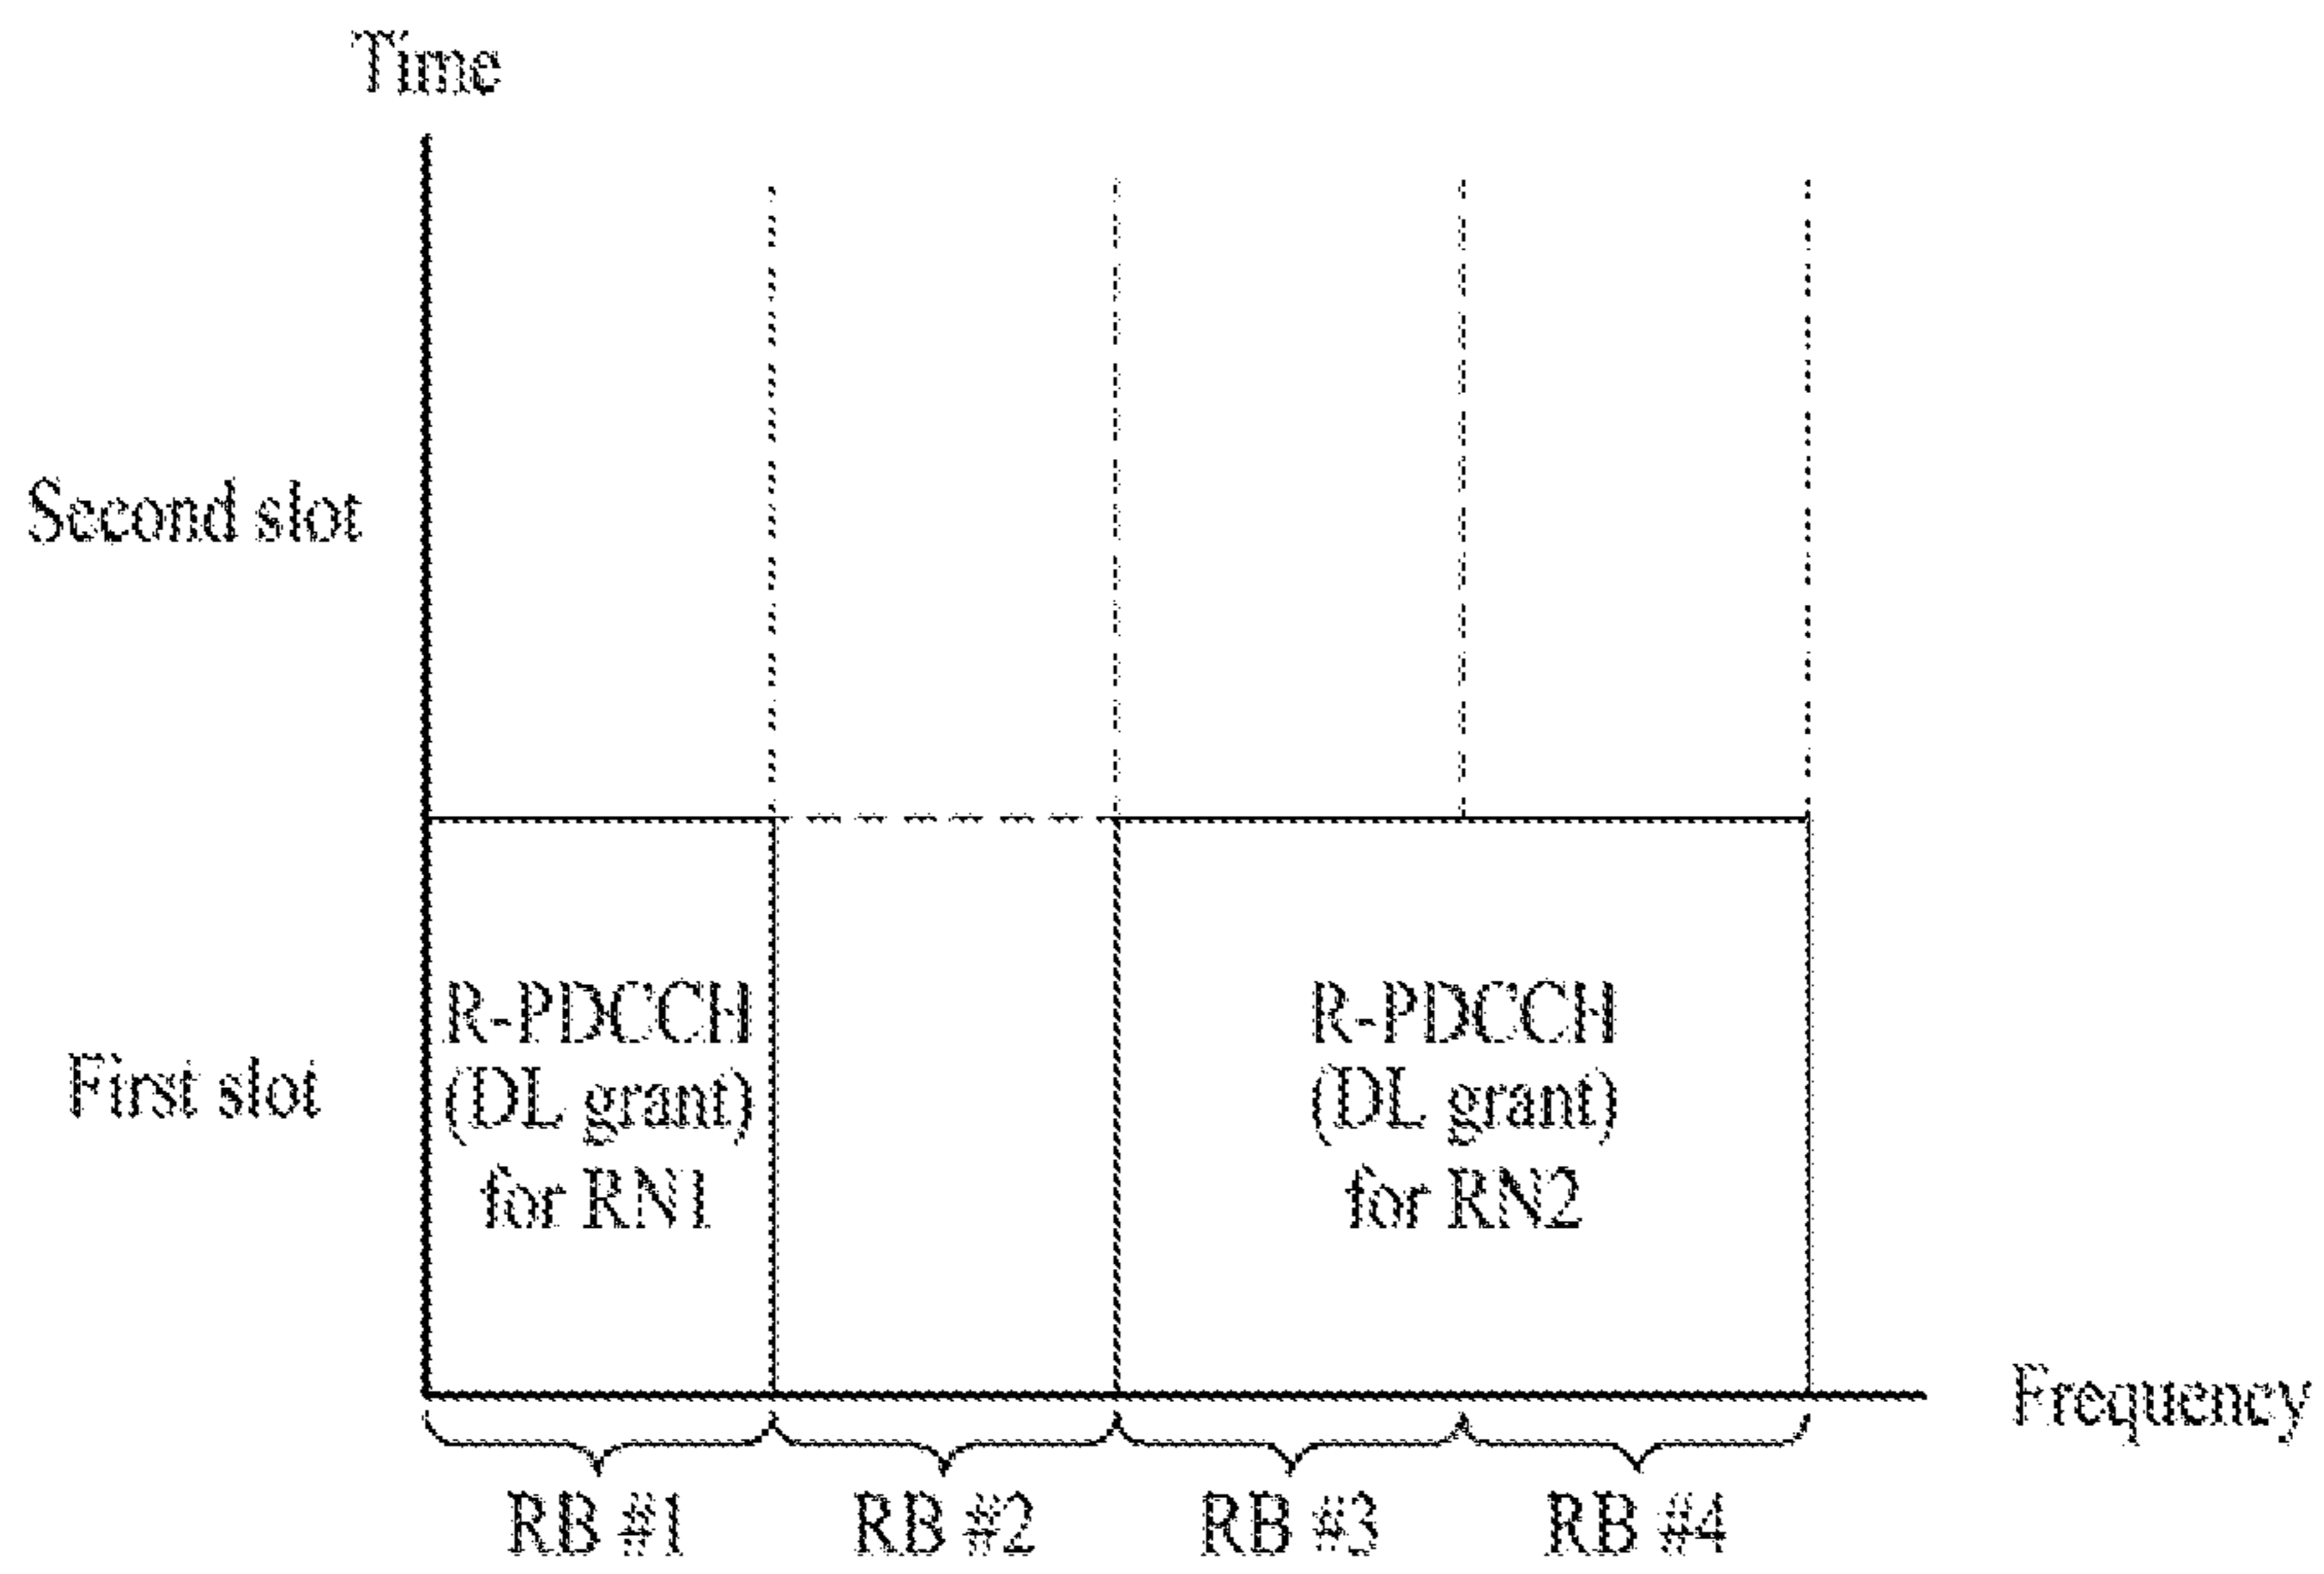 Time
Second slot
First slot
R-PDCCH
(DL grant)
for RN1
R-PDCCH
(DL grant)
for RN2
Frequency
RB #1
RB #2
RB #3
RB #4